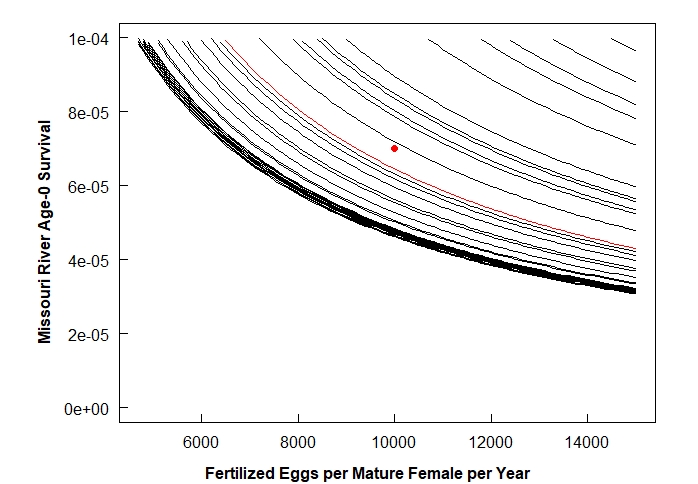 Missouri River Age-0 Survival
1e-04
8e-05
6e-05
4e-05
2e-05
0e+00
6000 8000 10000 12000 14000
Fertilized Eggs per Mature Female per Year